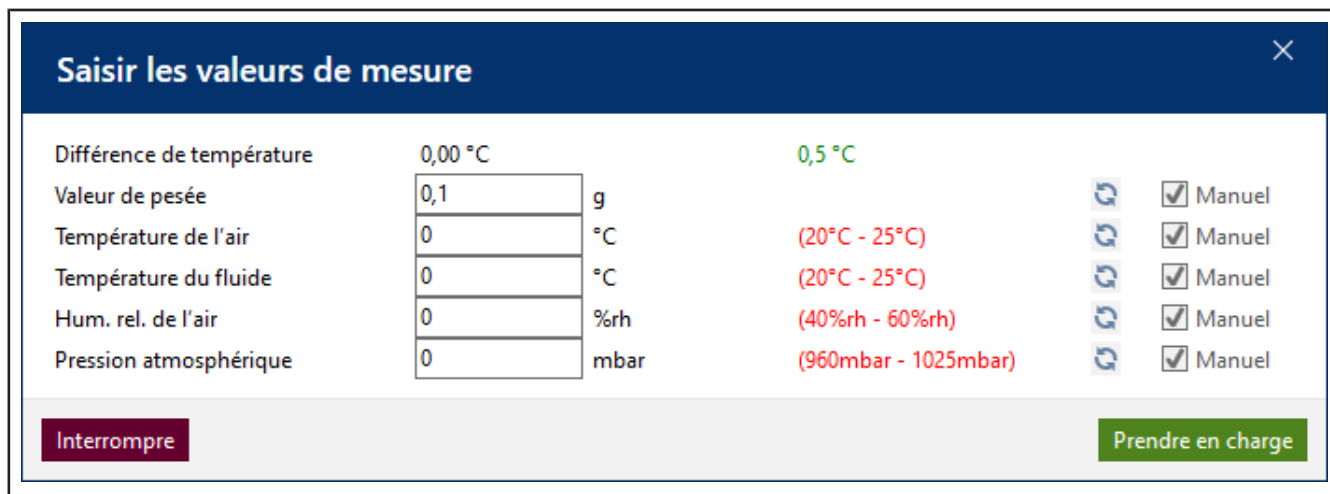 Saisir les valeurs de mesure
Différence de température 0,00 °C 0,5 °C
Valeur de pesée 0,1 g Manuel
Température de l'air 0 °C (20°C - 25°C) Manuel
Température du fluide 0 °C (20°C - 25°C) Manuel
Hum. rel. de l'air 0 %rh (40%rh - 60%rh) Manuel
Pression atmosphérique 0 mbar (960mbar - 1025mbar) Manuel
Interrompre Prendre en charge